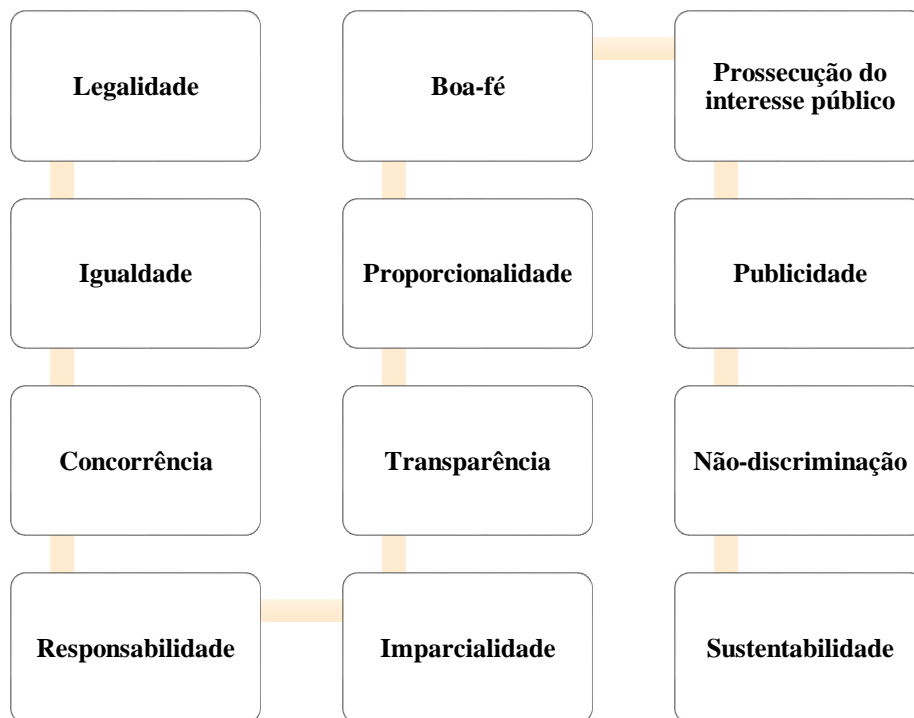 Legalidade
Igualdade
Concorrência
Responsabilidade
Imparcialidade
Transparência
Proporcionalidade
Boa-fé
Prossecução do
interesse público
Publicidade
Não-discriminação
Sustentabilidade